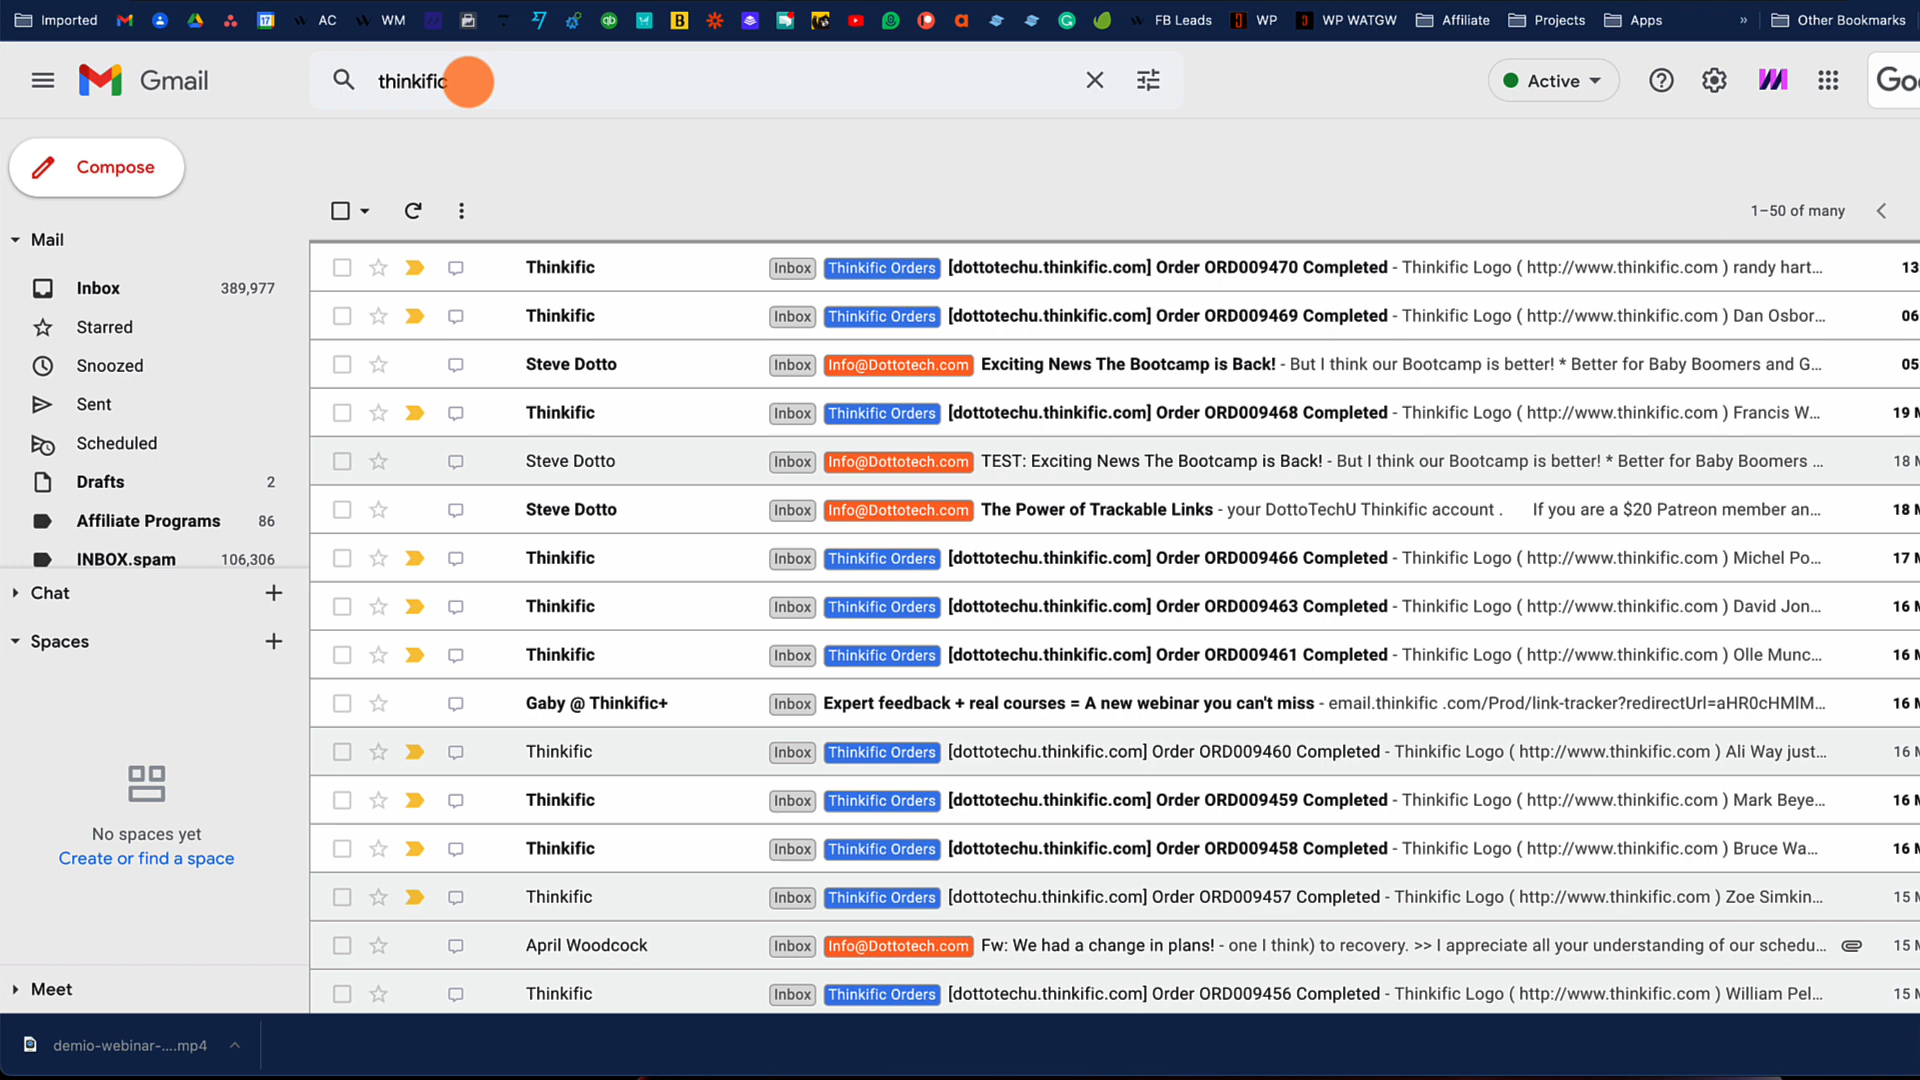 Imported AC WM FB Leads WP WP WATGW Affiliate Projects Apps » Other Bookmarks
Gmail thinkific Active
Compose
1–50 of many
Mail
Inbox 389,977
Starred
Snoozed
Sent
Scheduled
Drafts 2
Affiliate Programs 86
INBOX.spam 106,306
Chat
Spaces
No spaces yet
Create or find a space
Meet
Thinkific Inbox Thinkific Orders [dottotechu.thinkific.com] Order ORD009470 Completed - Thinkific Logo ( http://www.thinkific.com ) randy hart... 13
Thinkific Inbox Thinkific Orders [dottotechu.thinkific.com] Order ORD009469 Completed - Thinkific Logo ( http://www.thinkific.com ) Dan Osbor... 06
Steve Dotto Inbox Info@Dottotech.com Exciting News The Bootcamp is Back! - But I think our Bootcamp is better! * Better for Baby Boomers and G... 05
Thinkific Inbox Thinkific Orders [dottotechu.thinkific.com] Order ORD009468 Completed - Thinkific Logo ( http://www.thinkific.com ) Francis W... 19
Steve Dotto Inbox Info@Dottotech.com TEST: Exciting News The Bootcamp is Back! - But I think our Bootcamp is better! * Better for Baby Boomers ... 18
Steve Dotto Inbox Info@Dottotech.com The Power of Trackable Links - your DottoTechU Thinkific account . If you are a $20 Patreon member an... 18
Thinkific Inbox Thinkific Orders [dottotechu.thinkific.com] Order ORD009466 Completed - Thinkific Logo ( http://www.thinkific.com ) Michel Po... 17
Thinkific Inbox Thinkific Orders [dottotechu.thinkific.com] Order ORD009463 Completed - Thinkific Logo ( http://www.thinkific.com ) David Jon... 16
Thinkific Inbox Thinkific Orders [dottotechu.thinkific.com] Order ORD009461 Completed - Thinkific Logo ( http://www.thinkific.com ) Olle Munc... 16
Gaby @ Thinkific+ Inbox Expert feedback + real courses = A new webinar you can't miss - email.thinkific .com/Prod/link-tracker?redirectUrl=aHR0cHMlM... 16
Thinkific Inbox Thinkific Orders [dottotechu.thinkific.com] Order ORD009460 Completed - Thinkific Logo ( http://www.thinkific.com ) Ali Way just... 16
Thinkific Inbox Thinkific Orders [dottotechu.thinkific.com] Order ORD009459 Completed - Thinkific Logo ( http://www.thinkific.com ) Mark Beye... 16
Thinkific Inbox Thinkific Orders [dottotechu.thinkific.com] Order ORD009458 Completed - Thinkific Logo ( http://www.thinkific.com ) Bruce Wa... 16
Thinkific Inbox Thinkific Orders [dottotechu.thinkific.com] Order ORD009457 Completed - Thinkific Logo ( http://www.thinkific.com ) Zoe Simkin... 15
April Woodcock Inbox Info@Dottotech.com Fw: We had a change in plans! - one I think) to recovery. >> I appreciate all your understanding of our schedu... 15
Thinkific Inbox Thinkific Orders [dottotechu.thinkific.com] Order ORD009456 Completed - Thinkific Logo ( http://www.thinkific.com ) William Pel... 15
demio-webinar-....mp4